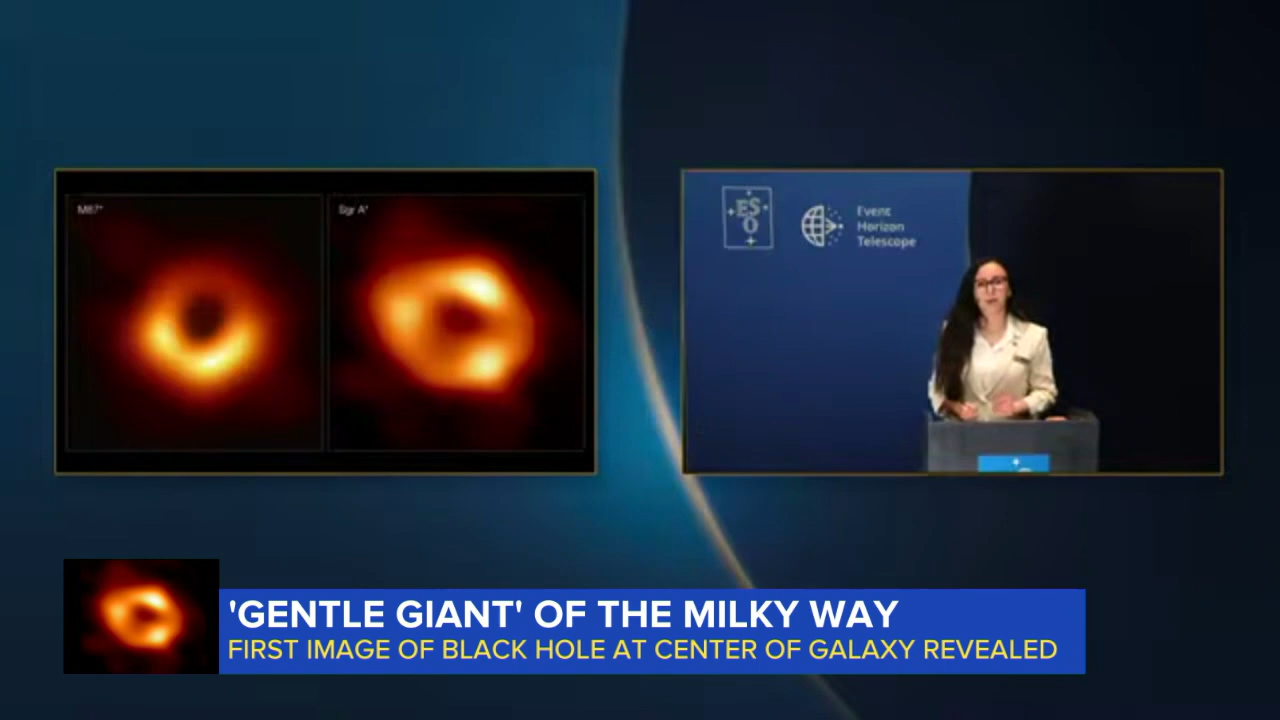 M87*
Sgr A*
ES
O
Event
Horizon
Telescope
'GENTLE GIANT' OF THE MILKY WAY
FIRST IMAGE OF BLACK HOLE AT CENTER OF GALAXY REVEALED